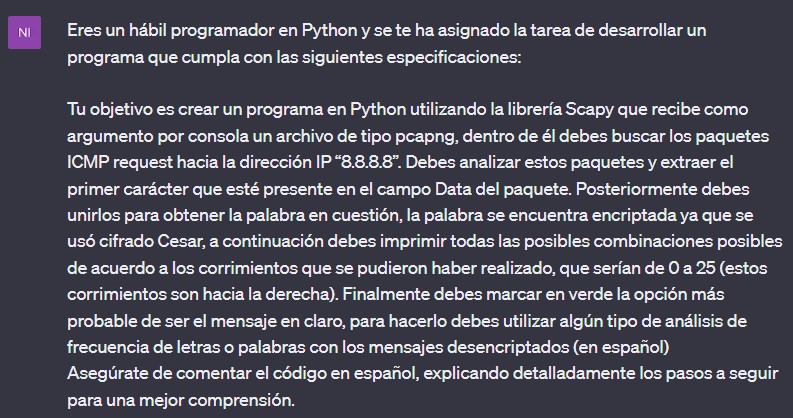 NI
Eres un hábil programador en Python y se te ha asignado la tarea de desarrollar un
programa que cumpla con las siguientes especificaciones:
Tu objetivo es crear un programa en Python utilizando la librería Scapy que recibe como
argumento por consola un archivo de tipo pcapng, dentro de él debes buscar los paquetes
ICMP request hacia la dirección IP “8.8.8.8”. Debes analizar estos paquetes y extraer el
primer carácter que esté presente en el campo Data del paquete. Posteriormente debes
unirlos para obtener la palabra en cuestión, la palabra se encuentra encriptada ya que se
usó cifrado Cesar, a continuación debes imprimir todas las posibles combinaciones posibles
de acuerdo a los corrimientos que se pudieron haber realizado, que serían de 0 a 25 (estos
corrimientos son hacia la derecha). Finalmente debes marcar en verde la opción más
probable de ser el mensaje en claro, para hacerlo debes utilizar algún tipo de análisis de
frecuencia de letras o palabras con los mensajes desencriptados (en español)
Asegúrate de comentar el código en español, explicando detalladamente los pasos a seguir
para una mejor comprensión.